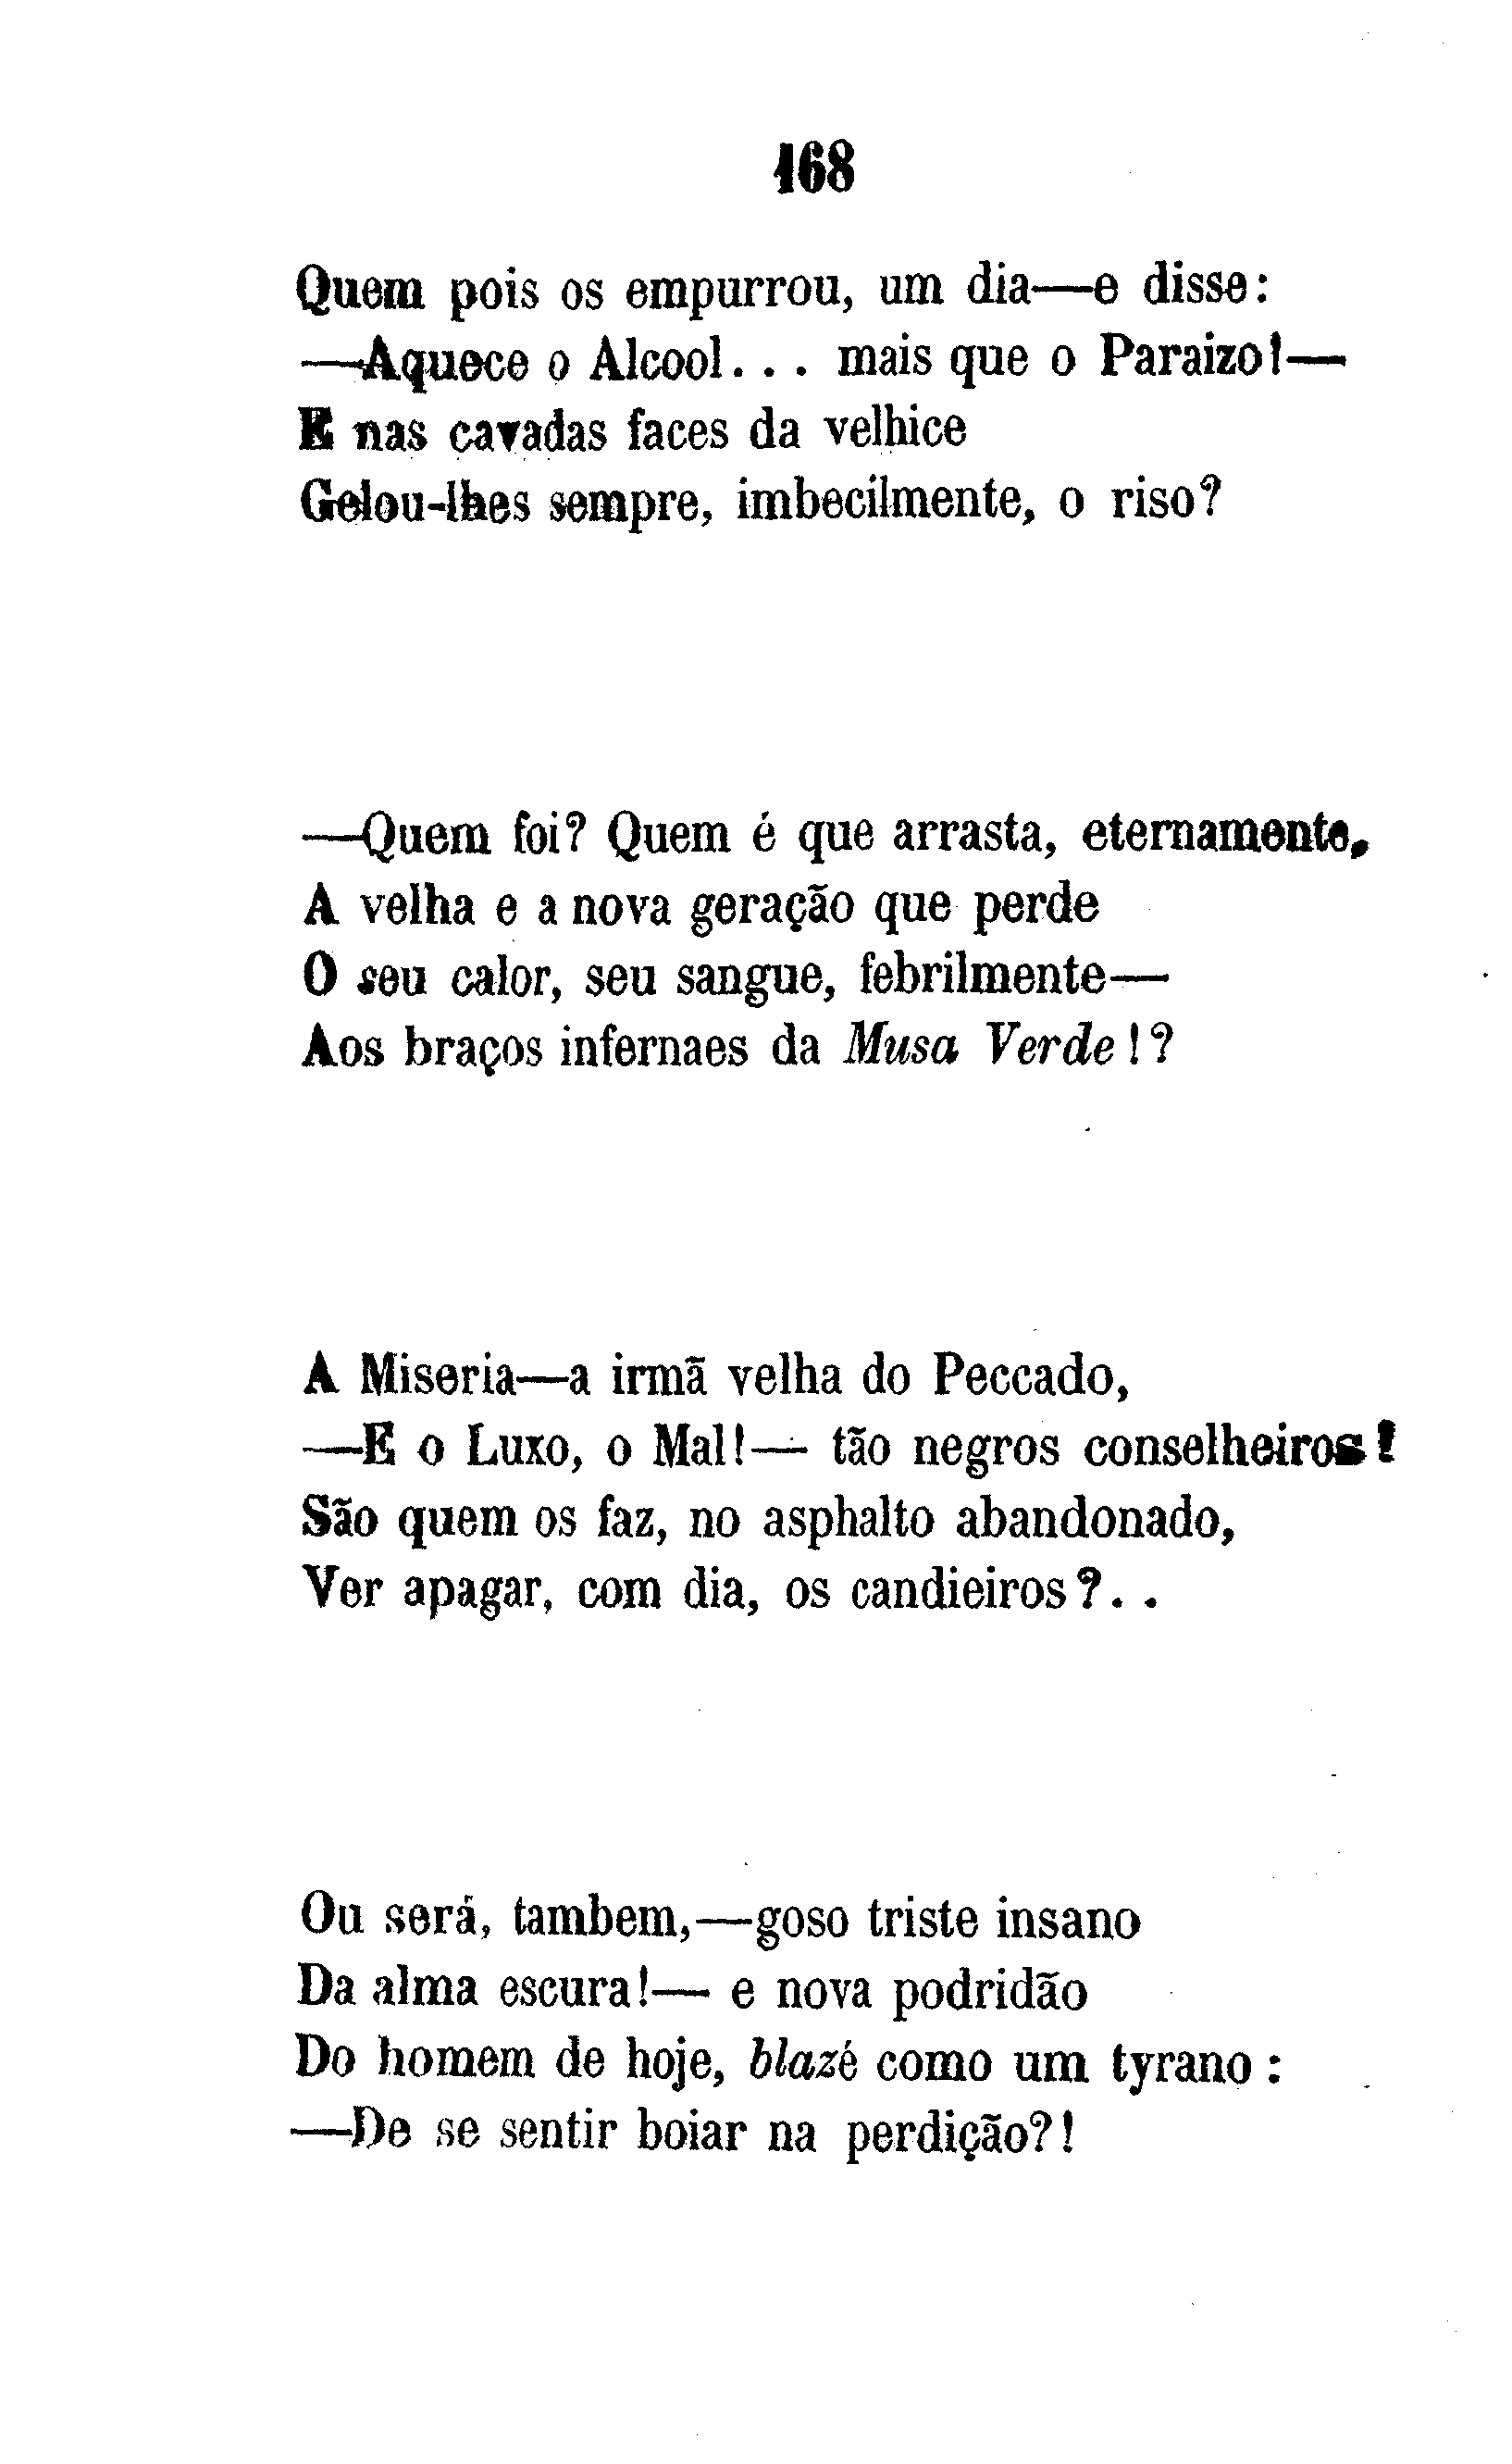 168
Quem pois os empurrou, um dia—e disse:
—Aquece o Alcool... mais que o Paraizo!—
E nas cavadas faces da velhice
Gelou-lhes sempre, imbecilmente, o riso?
—Quem foi? Quem é que arrasta, eternamente,
A velha e a nova geração que perde
O seu calor, seu sangue, febrilmente—
Aos braços infernaes da Musa Verde!?
A Miseria—a irmã velha do Peccado,
—E o Luxo, o Mal!— tão negros conselheiros!
São quem os faz, no asphalto abandonado,
Ver apagar, com dia, os candieiros?..
Ou será, tambem,—goso triste insano
Da alma escura!— e nova podridão
Do homem de hoje, blazé como um tyrano:
—De se sentir boiar na perdição?!